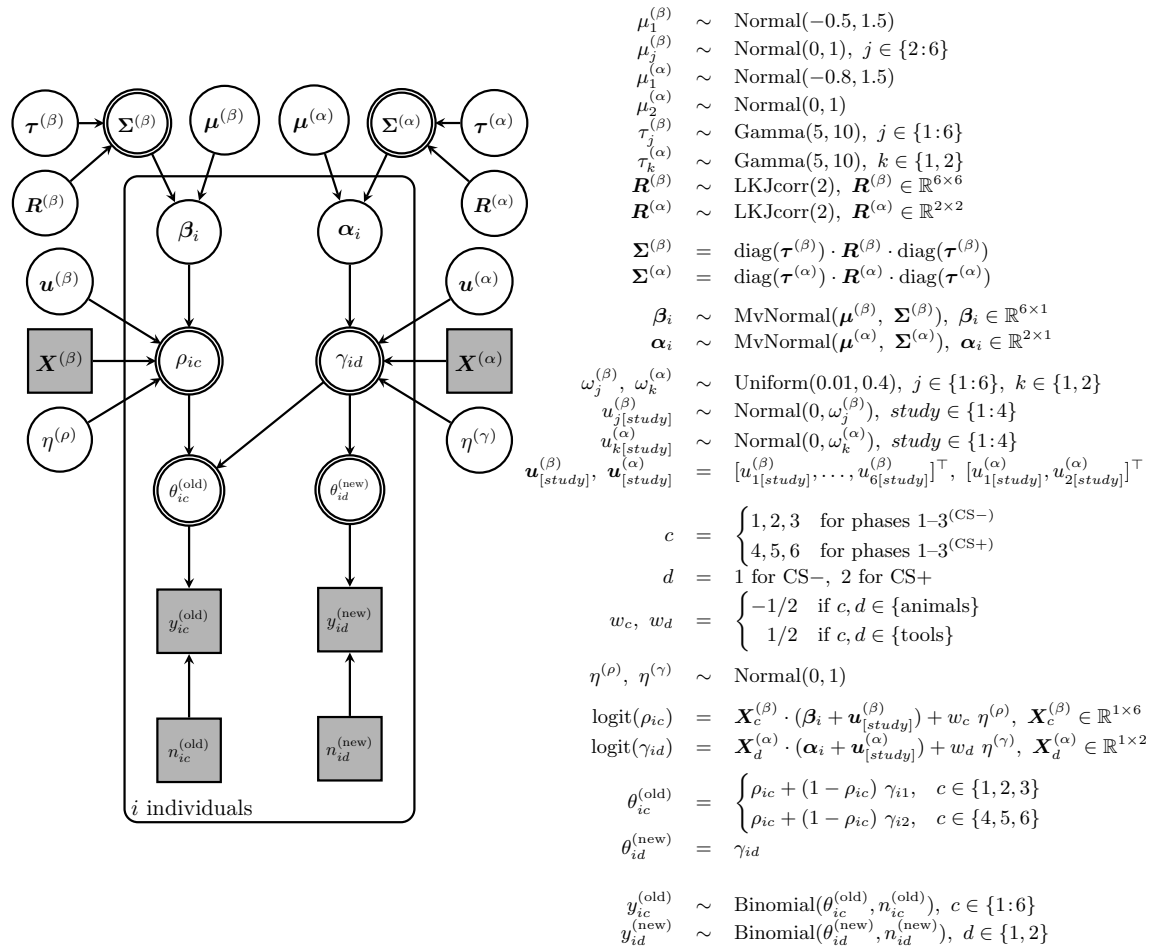 τ^(β)
Σ^(β)
μ^(β)
μ^(α)
Σ^(α)
τ^(α)
R^(β)
R^(α)
β_i
α_i
u^(β)
u^(α)
X^(β)
ρ_ic
γ_id
X^(α)
η^(ρ)
η^(γ)
θ_ic^(old)
θ_id^(new)
y_ic^(old)
y_id^(new)
n_ic^(old)
n_id^(new)
i individuals
μ_1^(β) ∼ Normal(−0.5, 1.5)
μ_j^(β) ∼ Normal(0, 1), j ∈ {2:6}
μ_1^(α) ∼ Normal(−0.8, 1.5)
μ_2^(α) ∼ Normal(0, 1)
τ_j^(β) ∼ Gamma(5, 10), j ∈ {1:6}
τ_k^(α) ∼ Gamma(5, 10), k ∈ {1, 2}
R^(β) ∼ LKJcorr(2), R^(β) ∈ ℝ^{6×6}
R^(α) ∼ LKJcorr(2), R^(α) ∈ ℝ^{2×2}
Σ^(β) = diag(τ^(β)) · R^(β) · diag(τ^(β))
Σ^(α) = diag(τ^(α)) · R^(α) · diag(τ^(α))
β_i ∼ MvNormal(μ^(β), Σ^(β)), β_i ∈ ℝ^{6×1}
α_i ∼ MvNormal(μ^(α), Σ^(α)), α_i ∈ ℝ^{2×1}
ω_j^(β), ω_k^(α) ∼ Uniform(0.01, 0.4), j ∈ {1:6}, k ∈ {1, 2}
u_{j[study]}^(β) ∼ Normal(0, ω_j^(β)), study ∈ {1:4}
u_{k[study]}^(α) ∼ Normal(0, ω_k^(α)), study ∈ {1:4}
u_{[study]}^(β), u_{[study]}^(α) = [u_{1[study]}^(β), . . . , u_{6[study]}^(β)]^⊤, [u_{1[study]}^(α), u_{2[study]}^(α)]^⊤
c = { 1, 2, 3 for phases 1–3^(CS−)
4, 5, 6 for phases 1–3^(CS+)
d = 1 for CS−, 2 for CS+
w_c, w_d = { −1/2 if c, d ∈ {animals}
1/2 if c, d ∈ {tools}
η^(ρ), η^(γ) ∼ Normal(0, 1)
logit(ρ_ic) = X_c^(β) · (β_i + u_{[study]}^(β)) + w_c η^(ρ), X_c^(β) ∈ ℝ^{1×6}
logit(γ_id) = X_d^(α) · (α_i + u_{[study]}^(α)) + w_d η^(γ), X_d^(α) ∈ ℝ^{1×2}
θ_ic^(old) = { ρ_ic + (1 − ρ_ic) γ_i1, c ∈ {1, 2, 3}
ρ_ic + (1 − ρ_ic) γ_i2, c ∈ {4, 5, 6}
θ_id^(new) = γ_id
y_ic^(old) ∼ Binomial(θ_ic^(old), n_ic^(old)), c ∈ {1:6}
y_id^(new) ∼ Binomial(θ_id^(new), n_id^(new)), d ∈ {1, 2}